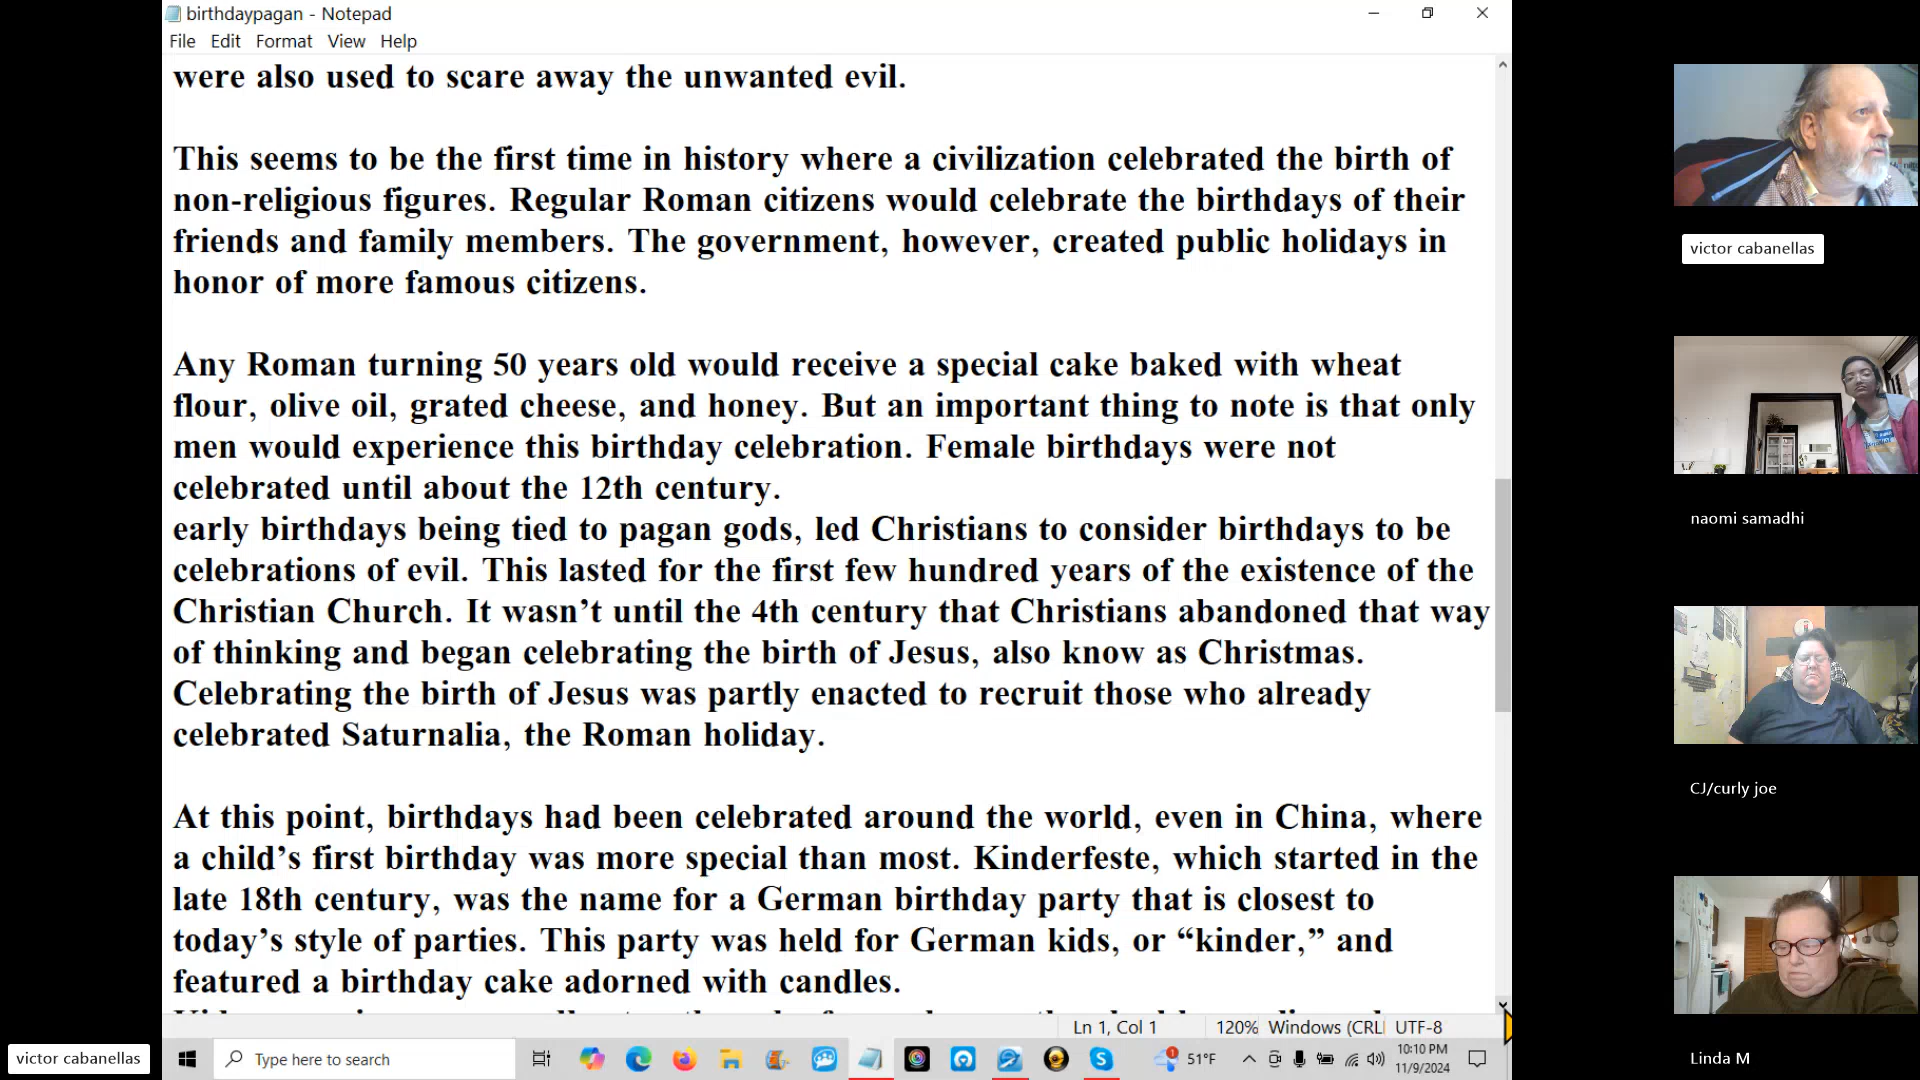 birthdaypagan - Notepad
File Edit Format View Help
were also used to scare away the unwanted evil.
This seems to be the first time in history where a civilization celebrated the birth of
non-religious figures. Regular Roman citizens would celebrate the birthdays of their
friends and family members. The government, however, created public holidays in
honor of more famous citizens.
Any Roman turning 50 years old would receive a special cake baked with wheat
flour, olive oil, grated cheese, and honey. But an important thing to note is that only
men would experience this birthday celebration. Female birthdays were not
celebrated until about the 12th century.
early birthdays being tied to pagan gods, led Christians to consider birthdays to be
celebrations of evil. This lasted for the first few hundred years of the existence of the
Christian Church. It wasn’t until the 4th century that Christians abandoned that way
of thinking and began celebrating the birth of Jesus, also know as Christmas.
Celebrating the birth of Jesus was partly enacted to recruit those who already
celebrated Saturnalia, the Roman holiday.
At this point, birthdays had been celebrated around the world, even in China, where
a child’s first birthday was more special than most. Kinderfeste, which started in the
late 18th century, was the name for a German birthday party that is closest to
today’s style of parties. This party was held for German kids, or “kinder,” and
featured a birthday cake adorned with candles.
Ln 1, Col 1 120% Windows (CRL UTF-8
Type here to search
1 51°F
10:10 PM
11/9/2024
victor cabanellas
victor cabanellas
naomi samadhi
CJ/curly joe
Linda M